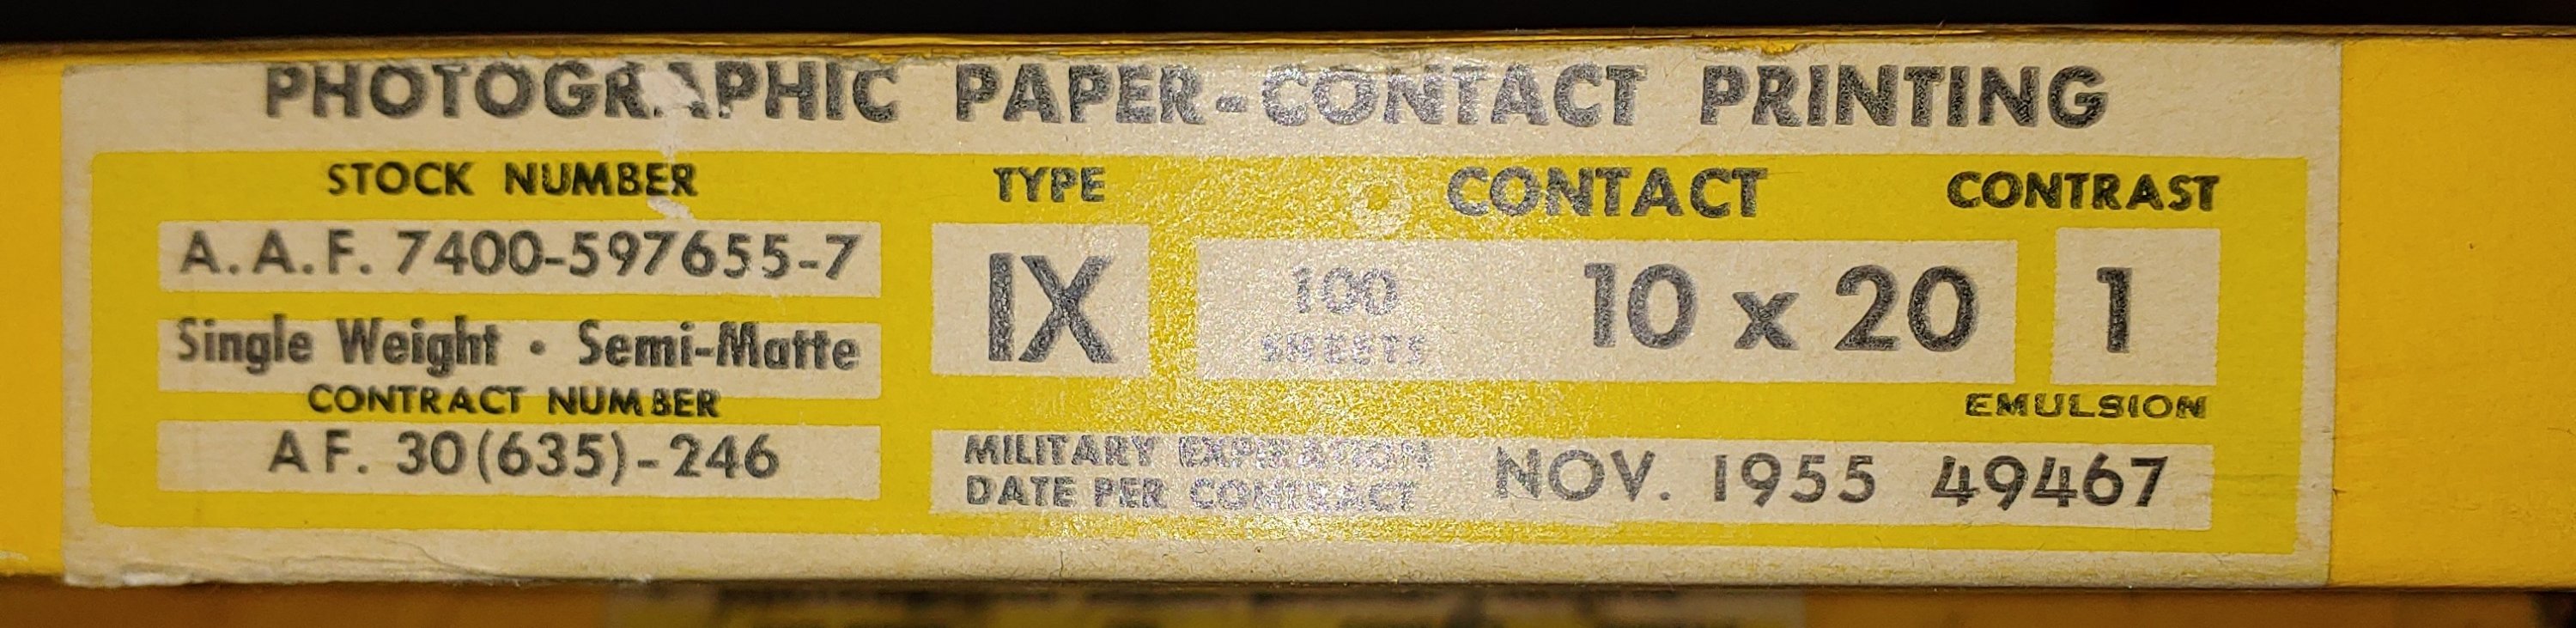 PHOTOGRAPHIC PAPER-CONTACT PRINTING
STOCK NUMBER
A.A.F. 7400-597655-7
Single Weight · Semi-Matte
CONTRACT NUMBER
AF. 30(635)-246
TYPE
IX
CONTACT
100
SHEETS
10 x 20
CONTRAST
1
EMULSION
MILITARY EXPIRATION
DATE PER CONTRACT
NOV. 1955 49467